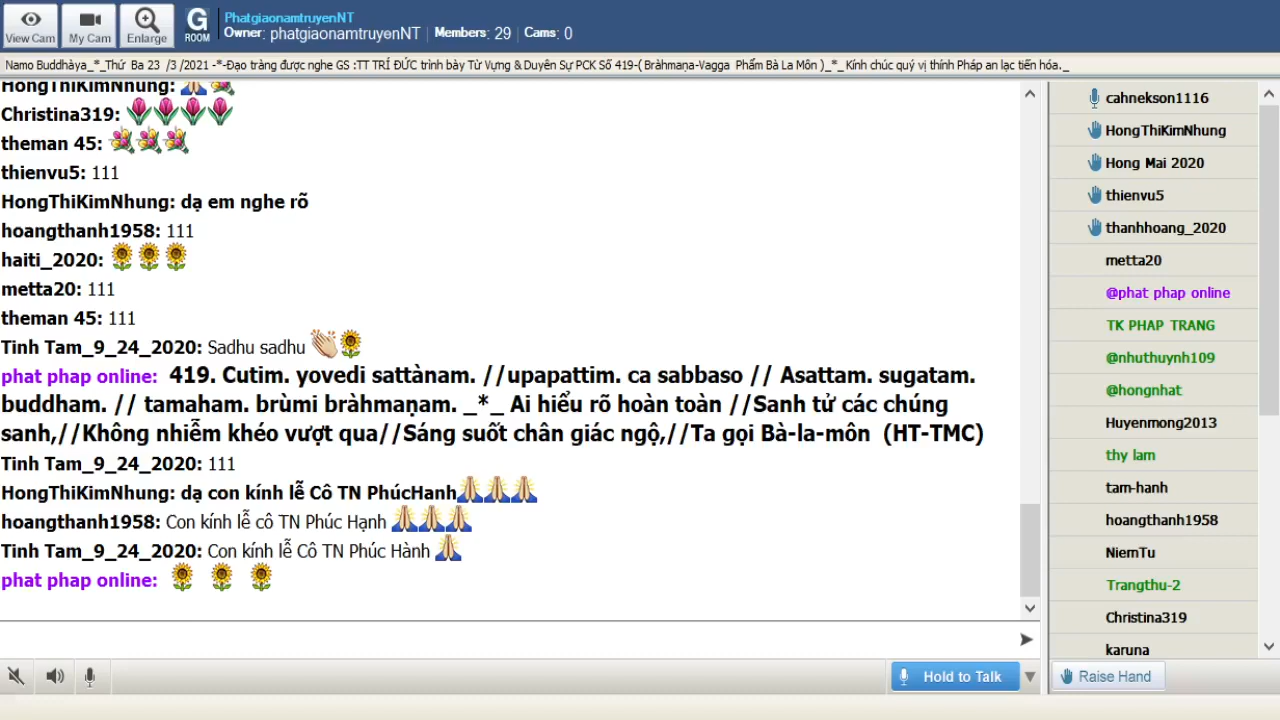 View Cam
My Cam
Enlarge
G
ROOM
PhatgiaonamtruyenNT
Owner: phatgiaonamtruyenNT | Members: 29 | Cams: 0
Namo Buddhàya_*_Thứ Ba 23 /3 /2021 -*-Đạo tràng được nghe GS :TT TRÍ ĐỨC trình bày Từ Vựng & Duyên Sự PCK Số 419-( Bràhmaṇa-Vagga Phẩm Bà La Môn )_*_ Kính chúc quý vị thính Pháp an lạc tiến hóa._
HongThiKimNhung:
Christina319:
theman 45:
thienvu5: 111
HongThiKimNhung: dạ em nghe rõ
hoangthanh1958: 111
haiti_2020:
metta20: 111
theman 45: 111
Tinh Tam_9_24_2020: Sadhu sadhu
phat phap online: 419. Cutim. yovedi sattànam. //upapattim. ca sabbaso // Asattam. sugatam.
buddham. // tamaham. brùmi bràhmaṇam. _*_ Ai hiểu rõ hoàn toàn //Sanh tử các chúng
sanh,//Không nhiễm khéo vượt qua//Sáng suốt chân giác ngộ,//Ta gọi Bà-la-môn (HT-TMC)
Tinh Tam_9_24_2020: 111
HongThiKimNhung: dạ con kính lễ Cô TN PhúcHạnh
hoangthanh1958: Con kính lễ cô TN Phúc Hạnh
Tinh Tam_9_24_2020: Con kính lễ Cô TN Phúc Hành
phat phap online:
Hold to Talk
cahnekson1116
HongThiKimNhung
Hong Mai 2020
thienvu5
thanhhoang_2020
metta20
@phat phap online
TK PHAP TRANG
@nhuthuynh109
@hongnhat
Huyenmong2013
thy lam
tam-hanh
hoangthanh1958
NiemTu
Trangthu-2
Christina319
karuna
Raise Hand